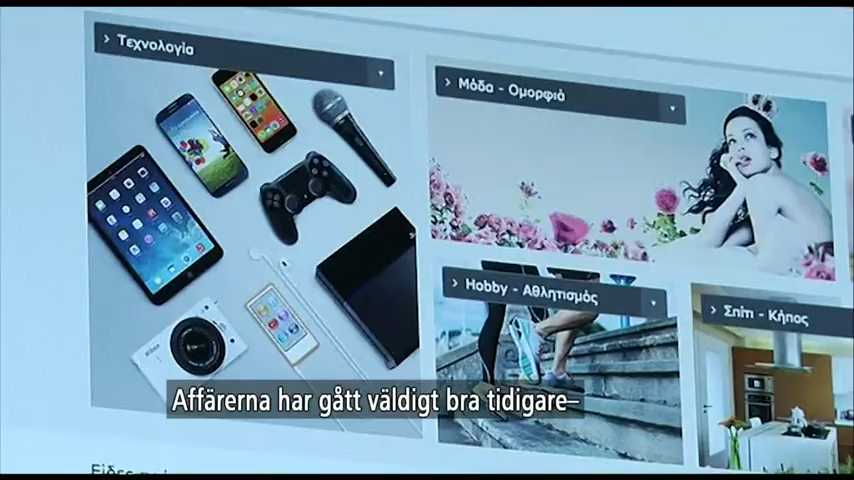 Τεχνολογία
Μόδα - Ομορφιά
Hobby - Αθλητισμός
Σπίτι - Κήπος
Affärerna har gått väldigt bra tidigare–